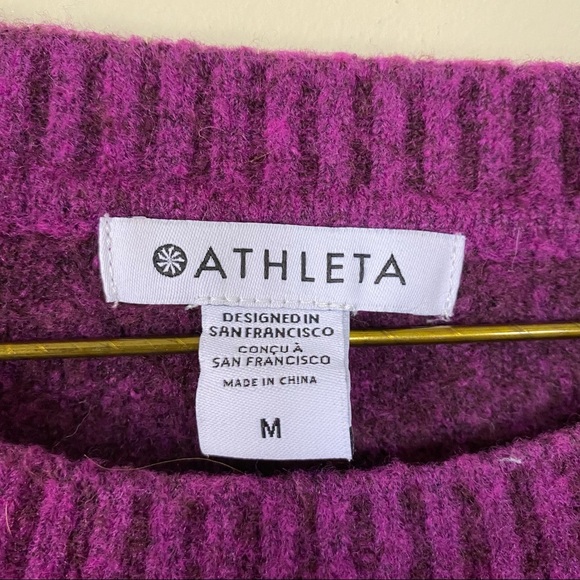 ATHLETA
DESIGNED IN
SAN FRANCISCO
CONÇU À
SAN FRANCISCO
MADE IN CHINA
M